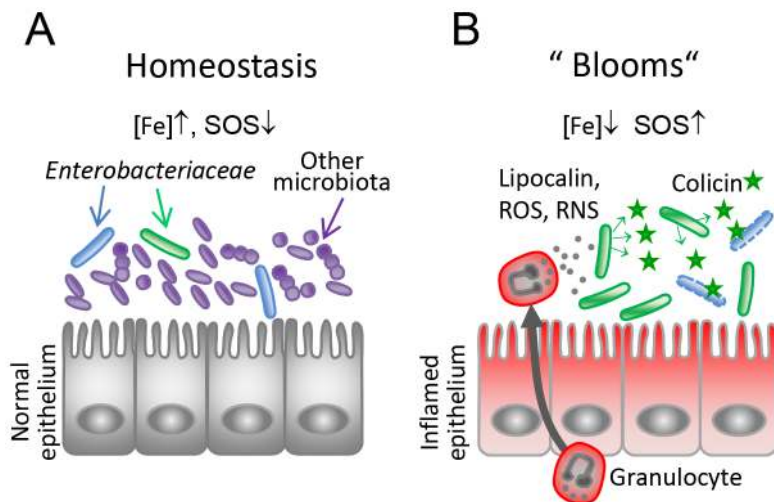 A
Homeostasis
[Fe]↑, SOS↓
Enterobacteriaceae
Other
microbiota
Normal
epithelium
B
“ Blooms“
[Fe]↓ SOS↑
Lipocalin,
ROS, RNS
Colicin
Inflamed
epithelium
Granulocyte